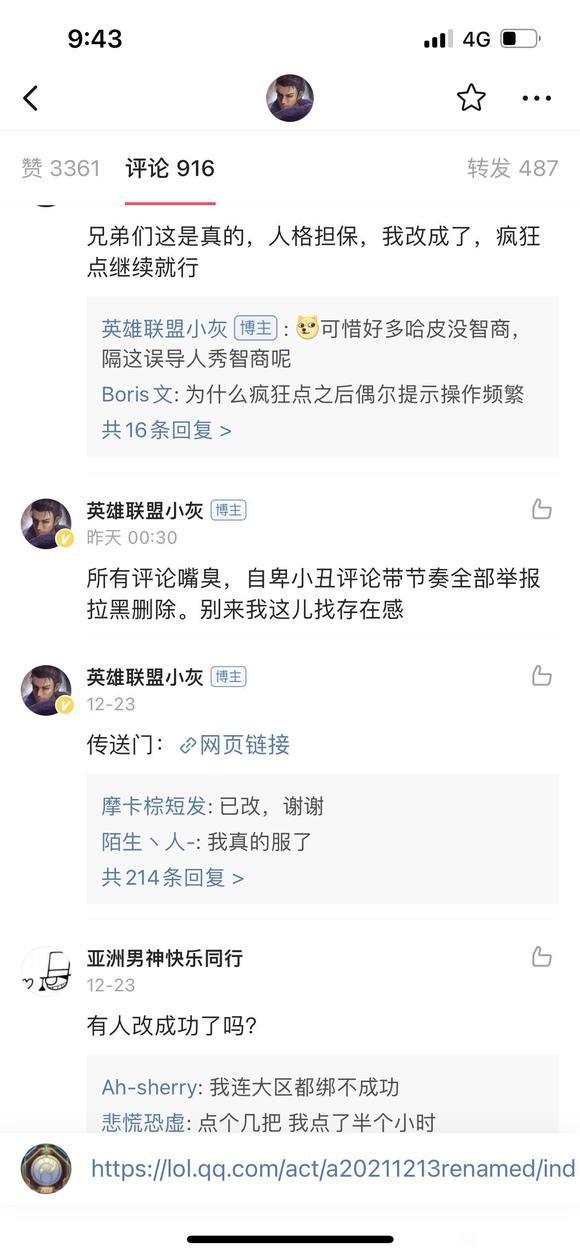 9:43
4G
赞 3361 评论 916 转发 487
兄弟们这是真的，人格担保，我改成了，疯狂
点继续就行
英雄联盟小灰 博主 : 可惜好多哈皮没智商，
隔这误导人秀智商呢
Boris文: 为什么疯狂点之后偶尔提示操作频繁
共16条回复 >
英雄联盟小灰 博主
昨天 00:30
所有评论嘴臭，自卑小丑评论带节奏全部举报
拉黑删除。别来我这儿找存在感
英雄联盟小灰 博主
12-23
传送门： 网页链接
摩卡棕短发: 已改，谢谢
陌生丶人-: 我真的服了
共214条回复 >
亚洲男神快乐同行
12-23
有人改成功了吗?
Ah-sherry: 我连大区都绑不成功
悲慌恐虚: 点个几把 我点了半个小时
https://lol.qq.com/act/a20211213renamed/ind